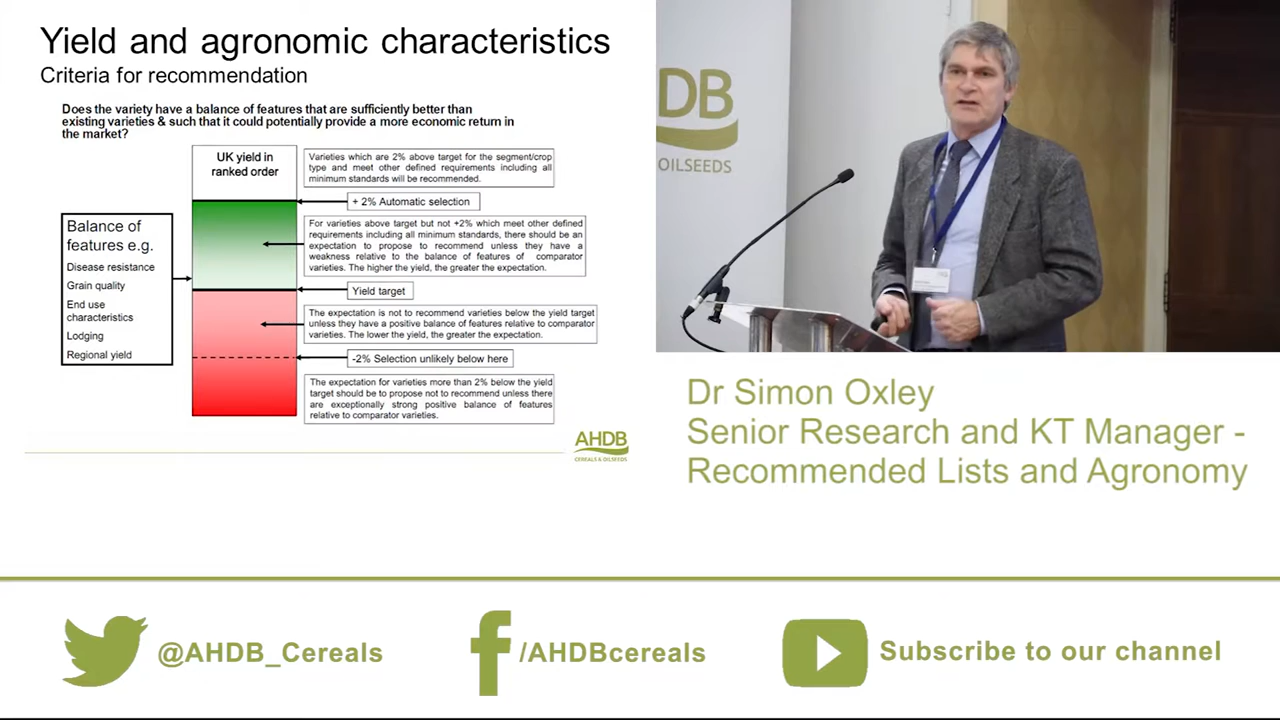 Yield and agronomic characteristics
Criteria for recommendation
Does the variety have a balance of features that are sufficiently better than
existing varieties & such that it could potentially provide a more economic return in
the market?
UK yield in
ranked order
Varieties which are 2% above target for the segment/crop
type and meet other defined requirements including all
minimum standards will be recommended.
+ 2% Automatic selection
Balance of
features e.g.
Disease resistance
Grain quality
End use
characteristics
Lodging
Regional yield
For varieties above target but not +2% which meet other defined
requirements including all minimum standards, there should be an
expectation to propose to recommend unless they have a
weakness relative to the balance of features of comparator
varieties. The higher the yield, the greater the expectation.
Yield target
The expectation is not to recommend varieties below the yield target
unless they have a positive balance of features relative to comparator
varieties. The lower the yield, the greater the expectation.
-2% Selection unlikely below here
The expectation for varieties more than 2% below the yield
target should be to propose not to recommend unless there
are exceptionally strong positive balance of features
relative to comparator varieties.
AHDB
CEREALS & OILSEEDS
HDB
OILSEEDS
Dr Simon Oxley
Senior Research and KT Manager -
Recommended Lists and Agronomy
@AHDB_Cereals
/AHDBcereals
Subscribe to our channel